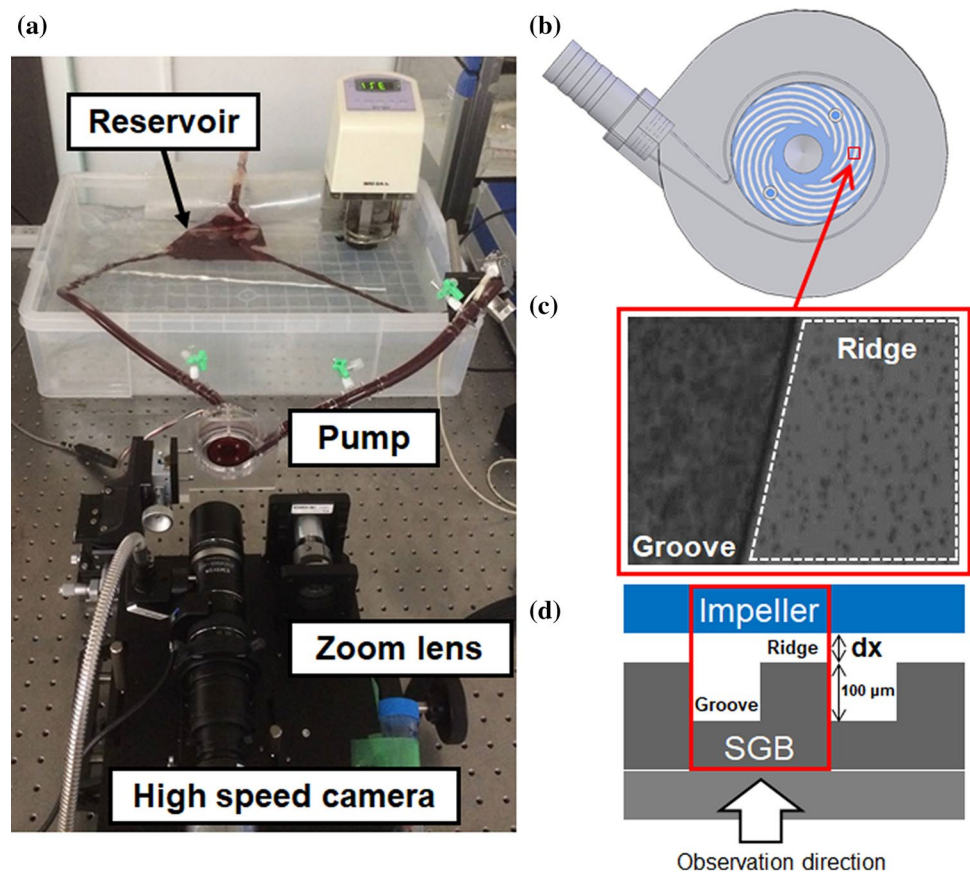 (a)
Reservoir
Pump
Zoom lens
High speed camera
(b)
(c)
Ridge
Groove
(d)
Impeller
Ridge
dx
Groove
100 µm
SGB
Observation direction